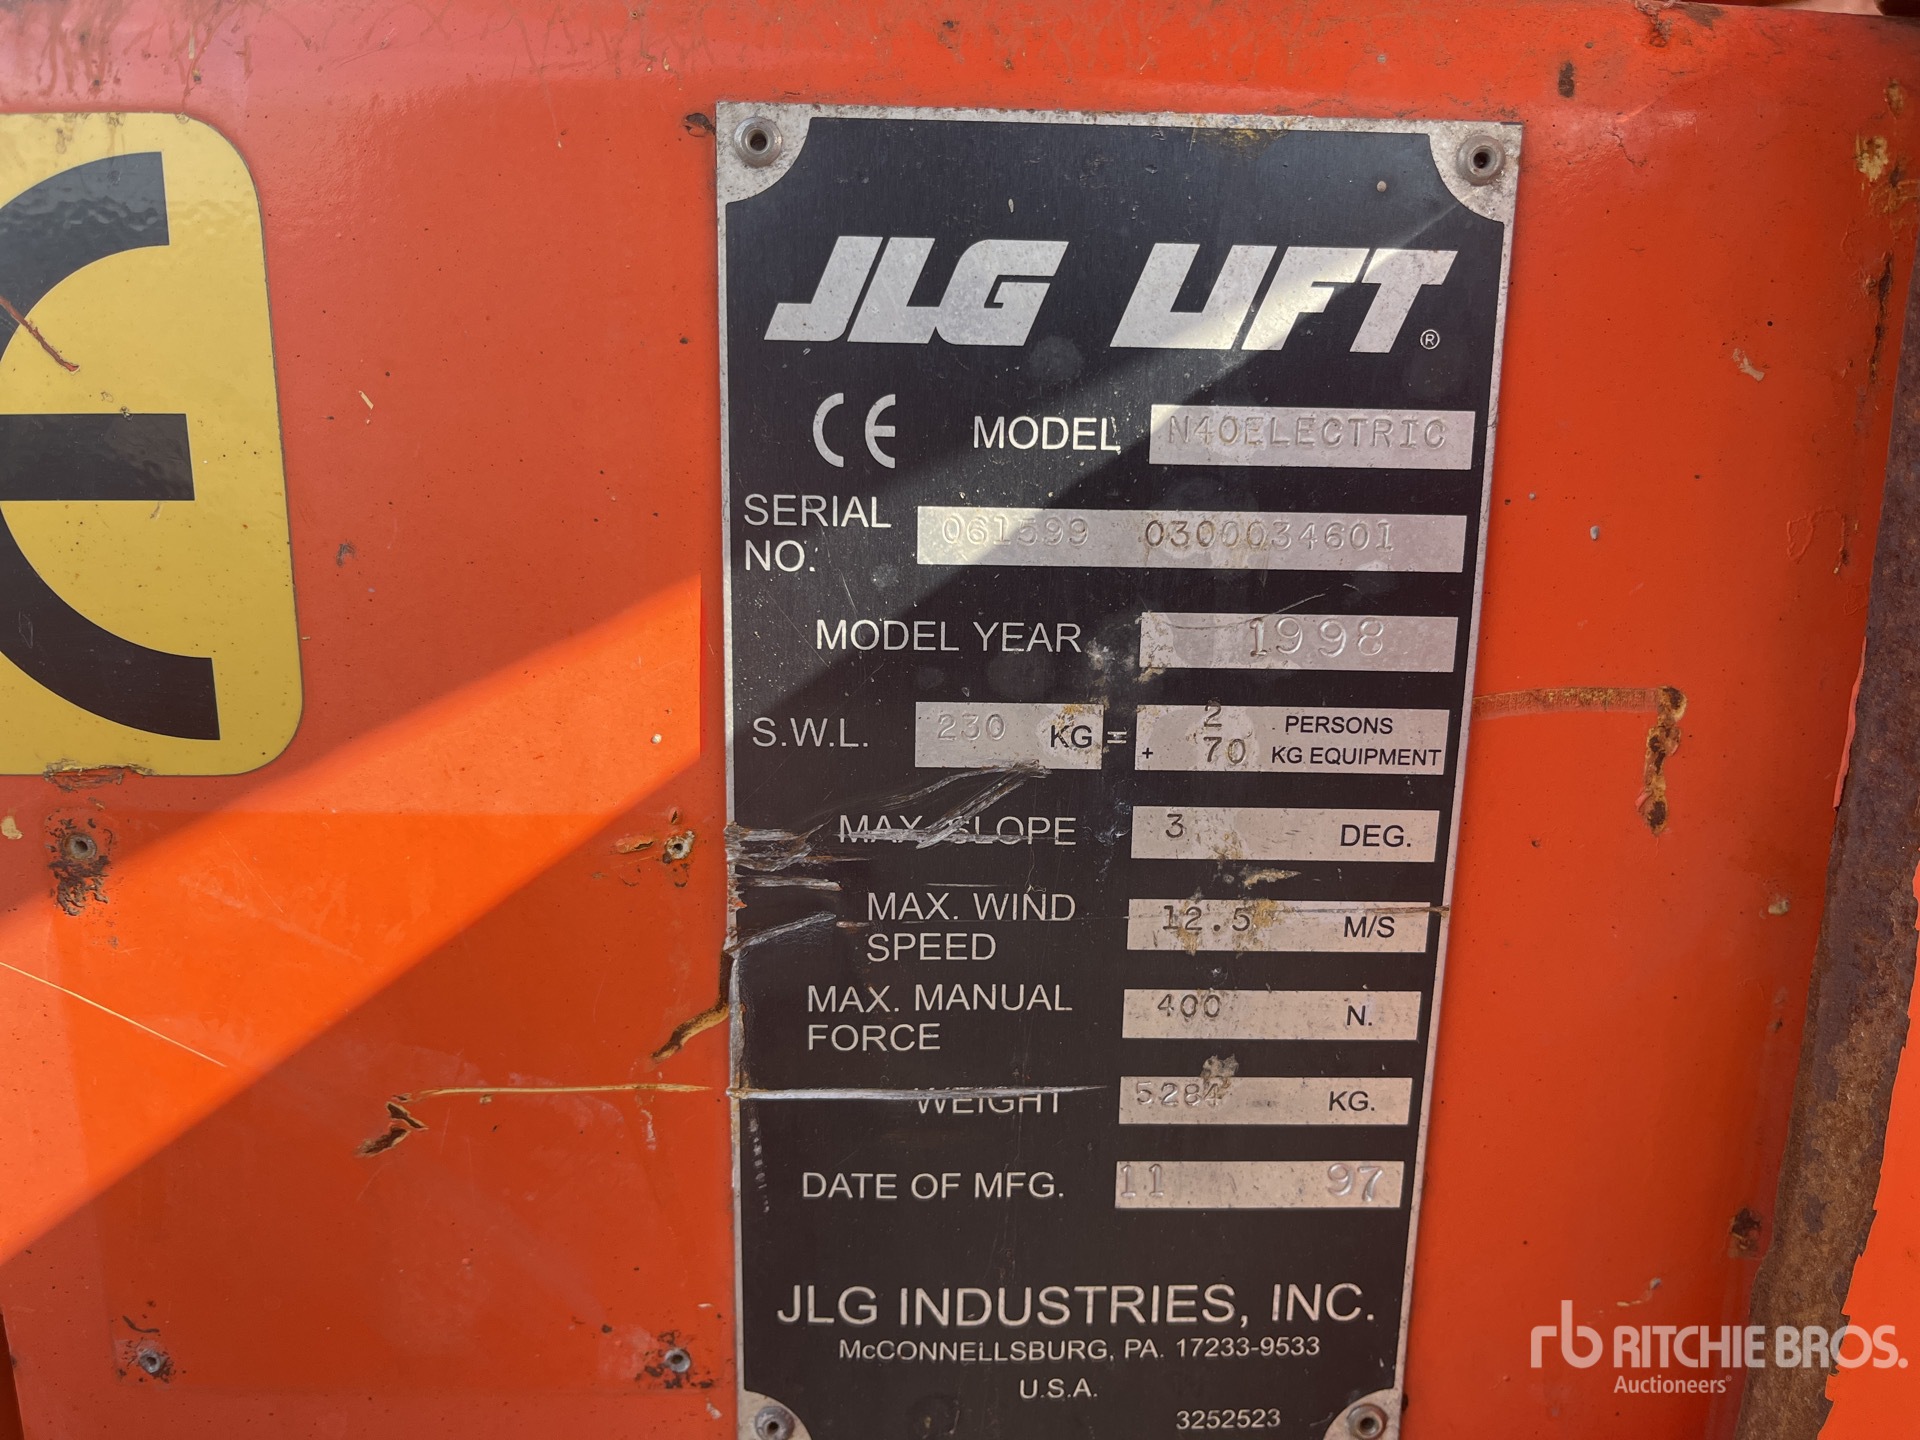 JLG LIFT®
CE MODEL N40ELECTRIC
SERIAL NO. 061599 0300034601
MODEL YEAR 1998
S.W.L. 230 KG = 2 PERSONS
+ 70 KG EQUIPMENT
MAX. SLOPE 3 DEG.
MAX. WIND SPEED 12.5 M/S
MAX. MANUAL FORCE 400 N.
WEIGHT 5284 KG.
DATE OF MFG. 11 97
JLG INDUSTRIES, INC.
McCONNELLSBURG, PA. 17233-9533
U.S.A.
3252523
rb RITCHIE BROS.
Auctioneers